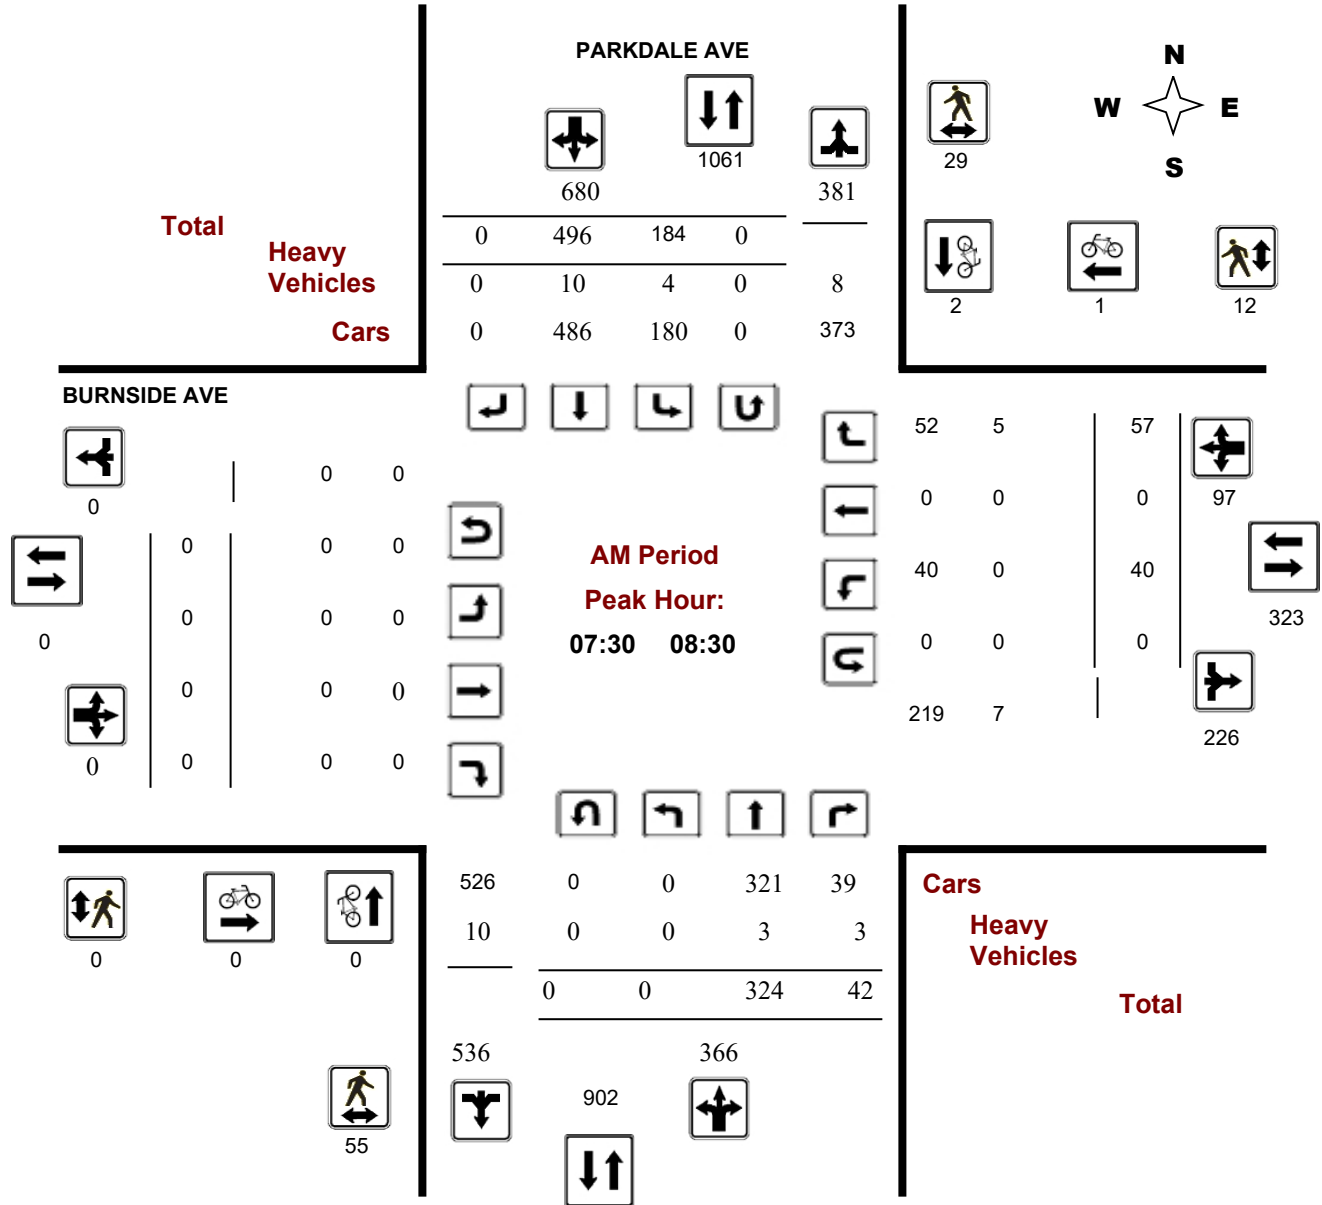 PARKDALE AVE
N
W E
S
1061
680
381
29
Total
Heavy
Vehicles
Cars
0 496 184 0
0 10 4 0 8
0 486 180 0 373
2 1 12
BURNSIDE AVE
52 5 57
0 0
0
0 0 0
97
0 0 0
AM Period
40 0 40
Peak Hour:
0 0 0
323
07:30 08:30
0
0 0 0
0 0 0
219 7
226
0
0 0 0
526 0 0 321 39
Cars
10 0 0 3 3
Heavy
Vehicles
0 0 0
0 0 324 42
Total
536 366
902
55